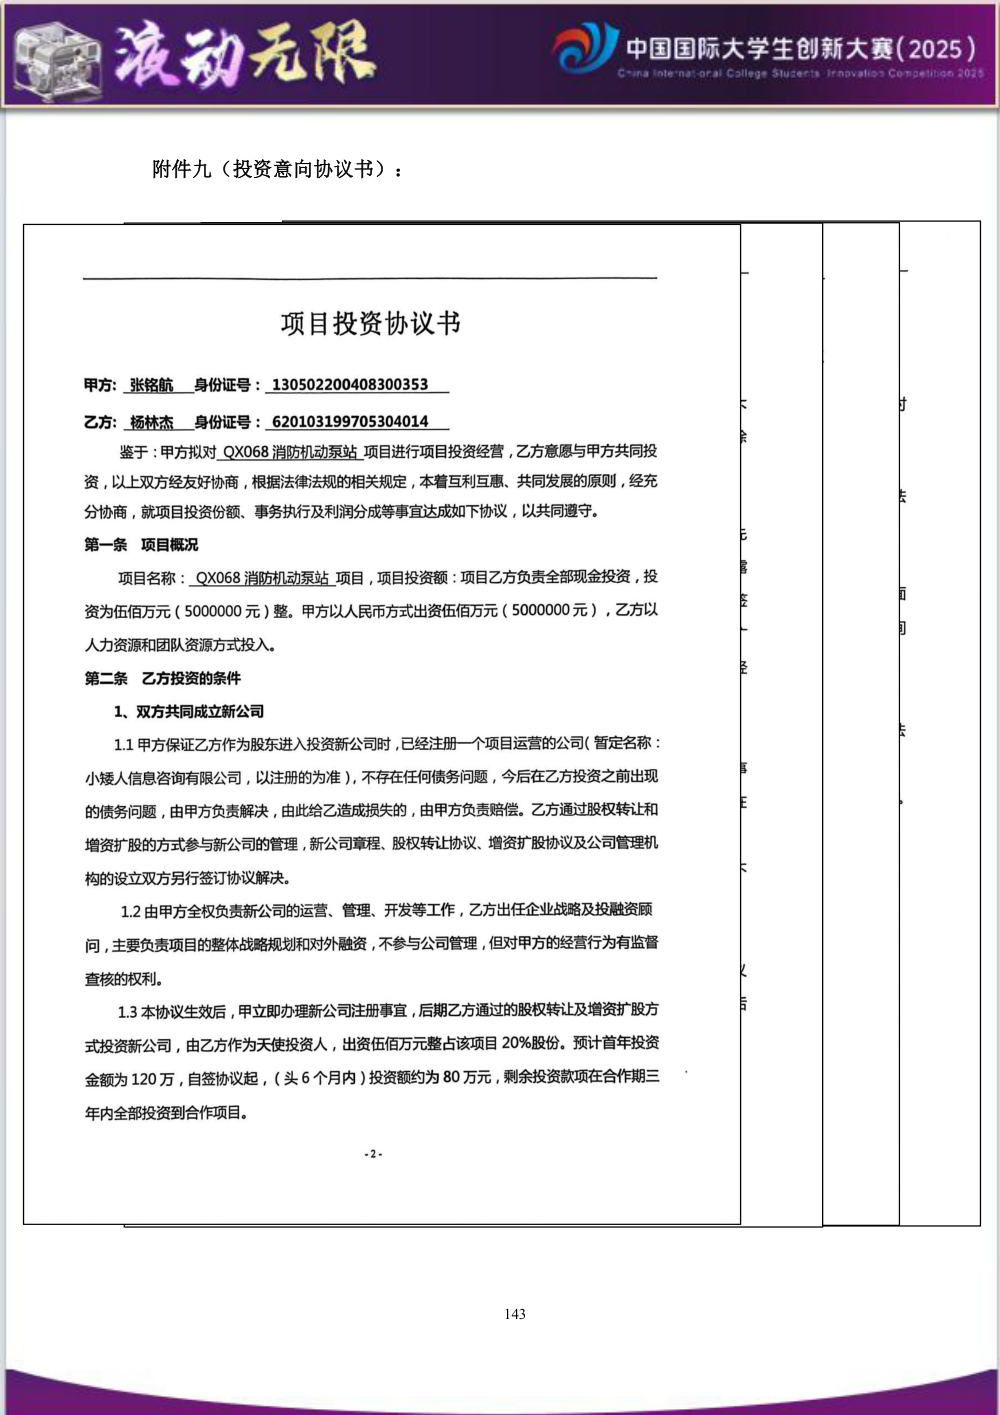 液动无限
中国国际大学生创新大赛(2025)
China International College Students Innovation Competition 2025
附件九（投资意向协议书）：
项目投资协议书
甲方: 张铭航 身份证号： 130502200408300353
乙方: 杨林杰 身份证号： 620103199705304014
鉴于：甲方拟对 QX068 消防机动泵站 项目进行项目投资经营，乙方意愿与甲方共同投
资，以上双方经友好协商，根据法律法规的相关规定，本着互利互惠、共同发展的原则，经充
分协商，就项目投资份额、事务执行及利润分成等事宜达成如下协议，以共同遵守。
第一条 项目概况
项目名称： QX068 消防机动泵站 项目，项目投资额：项目乙方负责全部现金投资，投
资为伍佰万元（5000000 元）整。甲方以人民币方式出资伍佰万元（5000000 元），乙方以
人力资源和团队资源方式投入。
第二条 乙方投资的条件
1、双方共同成立新公司
1.1 甲方保证乙方作为股东进入投资新公司时，已经注册一个项目运营的公司（暂定名称：
小矮人信息咨询有限公司，以注册的为准），不存在任何债务问题，今后在乙方投资之前出现
的债务问题，由甲方负责解决，由此给乙造成损失的，由甲方负责赔偿。乙方通过股权转让和
增资扩股的方式参与新公司的管理，新公司章程、股权转让协议、增资扩股协议及公司管理机
构的设立双方另行签订协议解决。
1.2 由甲方全权负责新公司的运营、管理、开发等工作，乙方出任企业战略及投融资顾
问，主要负责项目的整体战略规划和对外融资，不参与公司管理，但对甲方的经营行为有监督
查核的权利。
1.3 本协议生效后，甲立即办理新公司注册事宜，后期乙方通过的股权转让及增资扩股方
式投资新公司，由乙方作为天使投资人，出资伍佰万元整占该项目 20%股份。预计首年投资
金额为 120 万，自签协议起，（头 6 个月内）投资额约为 80 万元，剩余投资款项在合作期三
年内全部投资到合作项目。
-2-
143